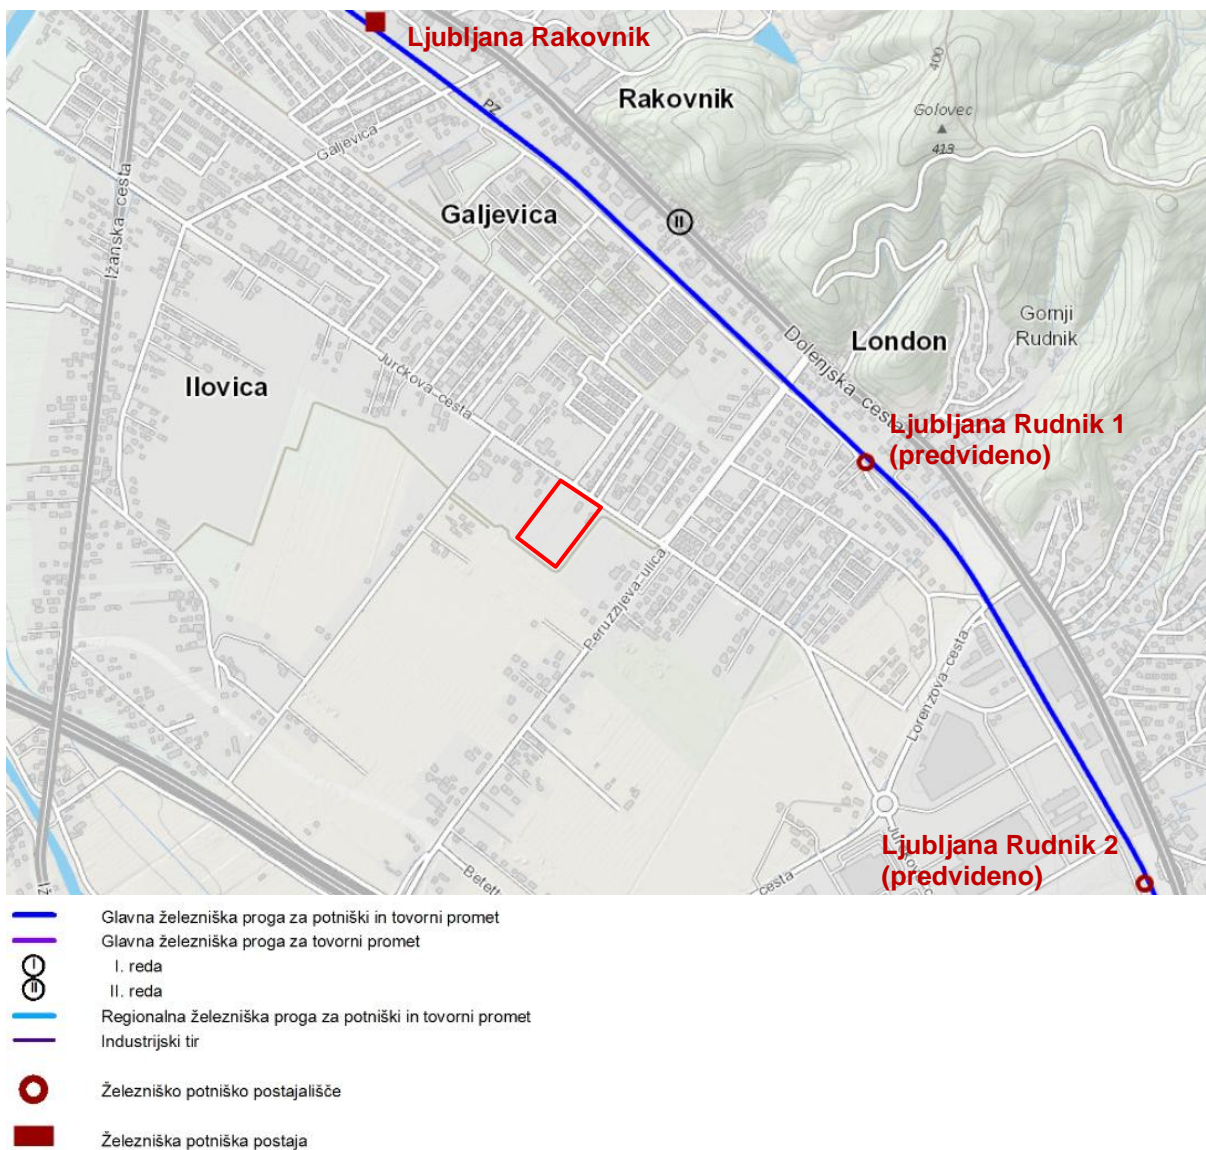 Ljubljana Rakovnik
Rakovnik
PZ
400
Golovec
413
Galjevica
Ižanska cesta
Galjevica
II
Gornji
Rudnik
London
Dolenjska cesta
Jurčkova cesta
Ilovica
Ljubljana Rudnik 1
(predvideno)
Peruzzijeva ulica
Lorenzova cesta
Ljubljana Rudnik 2
(predvideno)
cesta
Glavna železniška proga za potniški in tovorni promet
Glavna železniška proga za tovorni promet
I
I. reda
II
II. reda
Regionalna železniška proga za potniški in tovorni promet
Industrijski tir
Železniško potniško postajališče
Železniška potniška postaja